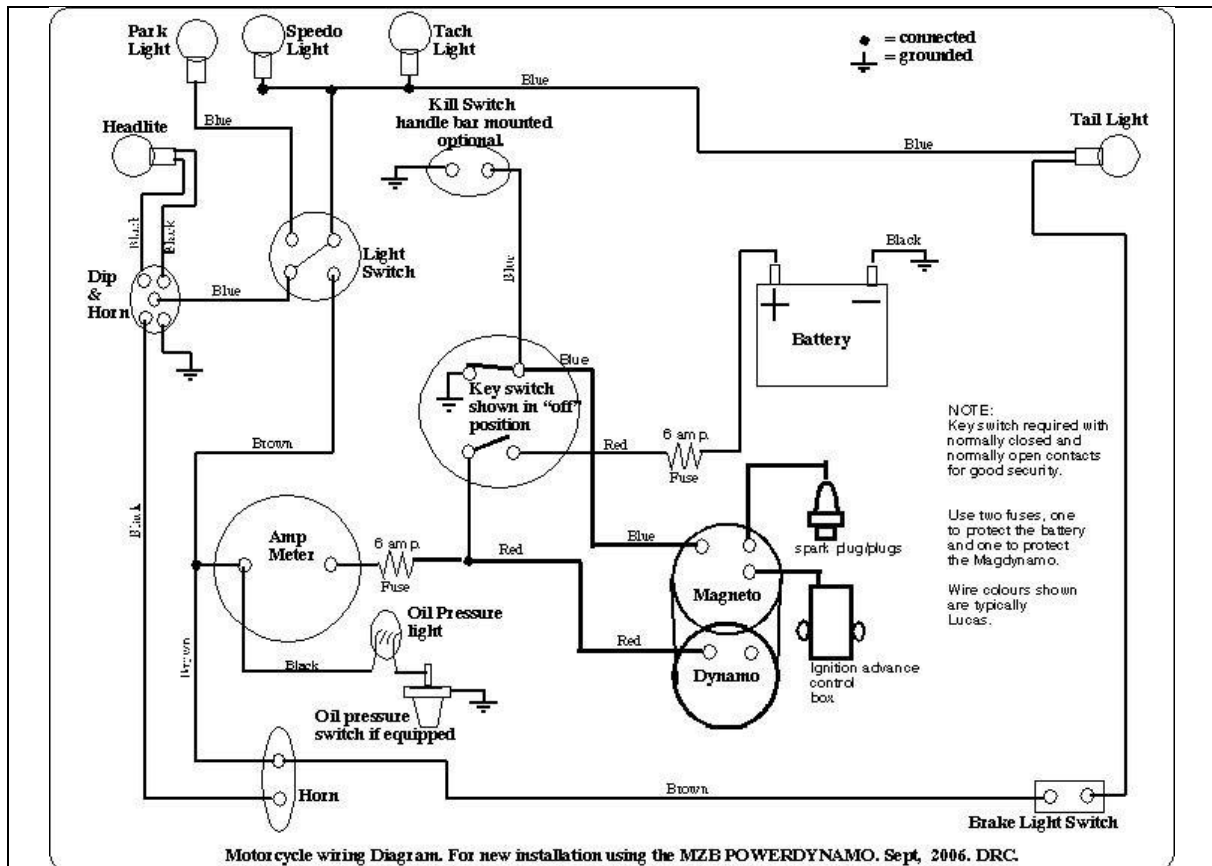 Park
Light
Speedo
Light
Tach
Light
= connected
= grounded
Blue
Kill Switch
handle bar mounted
optional.
Headlite
Blue
Tail Light
Blue
Black
Black
Light
Switch
Black
Dip
&
Horn
Blue
Blue
+
−
Battery
Blue
Key switch
shown in “off”
position
NOTE:
Key switch required with
normally closed and
normally open contacts
for good security.
Use two fuses, one
to protect the battery
and one to protect
the Magdynamo.
Wire colours shown
are typically
Lucas.
Brown
Red
6 amp.
Fuse
Black
Amp
Meter
6 amp.
Fuse
Red
Blue
spark plug/plugs
Magneto
Oil Pressure
light
Red
Brown
Black
Dynamo
Ignition advance
control
box
Oil pressure
switch if equipped
Horn
Brown
Brake Light Switch
Motorcycle wiring Diagram. For new installation using the MZB POWERDYNAMO. Sept, 2006. DRC.